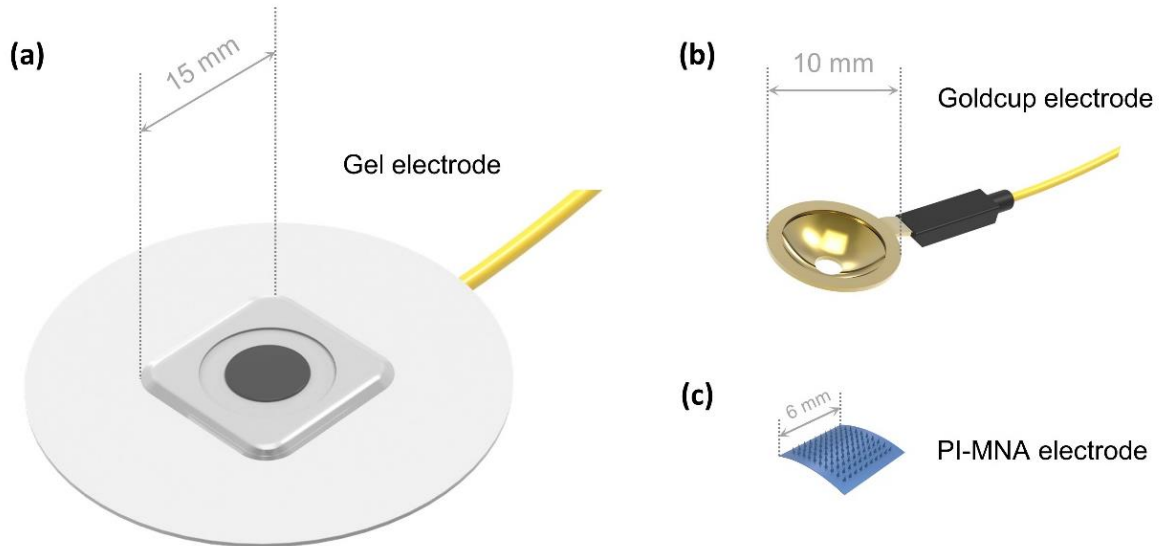 (a)
15 mm
Gel electrode
(b)
10 mm
Goldcup electrode
(c)
6 mm
PI-MNA electrode